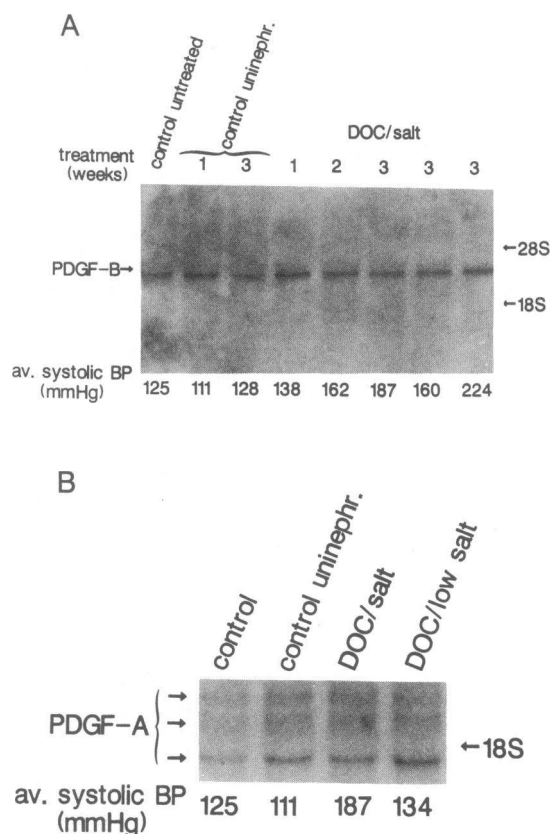 A
control untreated
control uninephr.
DOC/salt
treatment
(weeks)
1 3 1 2 3 3 3
←28S
PDGF-B→
←18S
av. systolic BP
(mmHg)
125 111 128 138 162 187 160 224
B
control
control uninephr.
DOC/salt
DOC/low salt
→
PDGF-A { →
←18S
→
av. systolic BP
(mmHg)
125 111 187 134